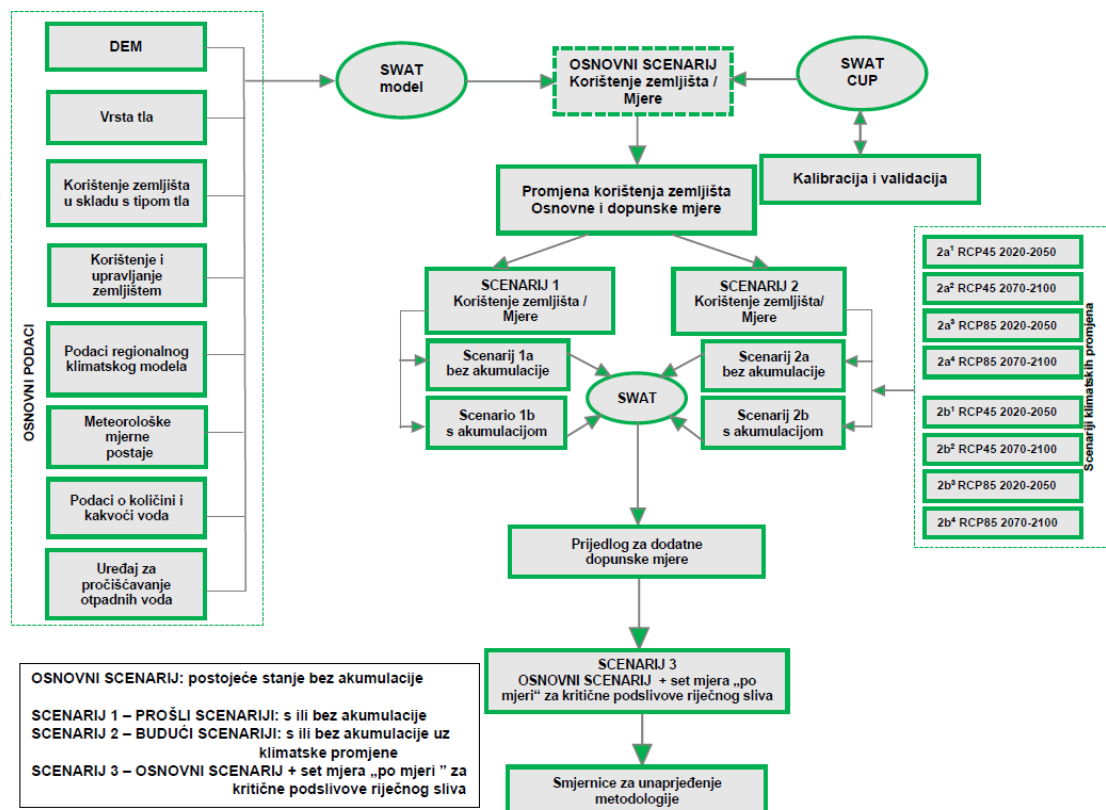 OSNOVNI PODACI
DEM
Vrsta tla
Korištenje zemljišta
u skladu s tipom tla
Korištenje i
upravljanje
zemljištem
Podaci regionalnog
klimatskog modela
Meteorološke
mjerne
postaje
Podaci o količini i
kakvoći voda
Uređaj za
pročišćavanje
otpadnih voda
SWAT
model
OSNOVNI SCENARIJ
Korištenje zemljišta /
Mjere
SWAT
CUP
Kalibracija i validacija
Promjena korištenja zemljišta
Osnovne i dopunske mjere
SCENARIJ 1
Korištenje zemljišta /
Mjere
SCENARIJ 2
Korištenje zemljišta/
Mjere
Scenarij 1a
bez akumulacije
Scenario 1b
s akumulacijom
SWAT
Scenarij 2a
bez akumulacije
Scenarij 2b
s akumulacijom
2a¹ RCP45 2020-2050
2a² RCP45 2070-2100
2a³ RCP85 2020-2050
2a⁴ RCP85 2070-2100
2b¹ RCP45 2020-2050
2b² RCP45 2070-2100
2b³ RCP85 2020-2050
2b⁴ RCP85 2070-2100
Scenariji klimatskih promjena
Prijedlog za dodatne
dopunske mjere
SCENARIJ 3
OSNOVNI SCENARIJ + set mjera „po
mjeri“ za kritične podslivove riječnog sliva
Smjernice za unaprjeđenje
metodologije
OSNOVNI SCENARIJ: postojeće stanje bez akumulacije
SCENARIJ 1 – PROŠLI SCENARIJI: s ili bez akumulacije
SCENARIJ 2 – BUDUĆI SCENARIJI: s ili bez akumulacije uz
klimatske promjene
SCENARIJ 3 – OSNOVNI SCENARIJ + set mjera „po mjeri ” za
kritične podslivove riječnog sliva